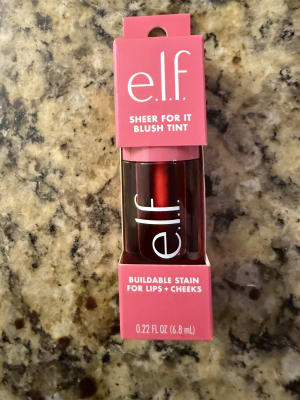 e.l.f.
SHEER FOR IT
BLUSH TINT
e.l.f.
BUILDABLE STAIN
FOR LIPS + CHEEKS
0.22 FL OZ (6.8 mL)